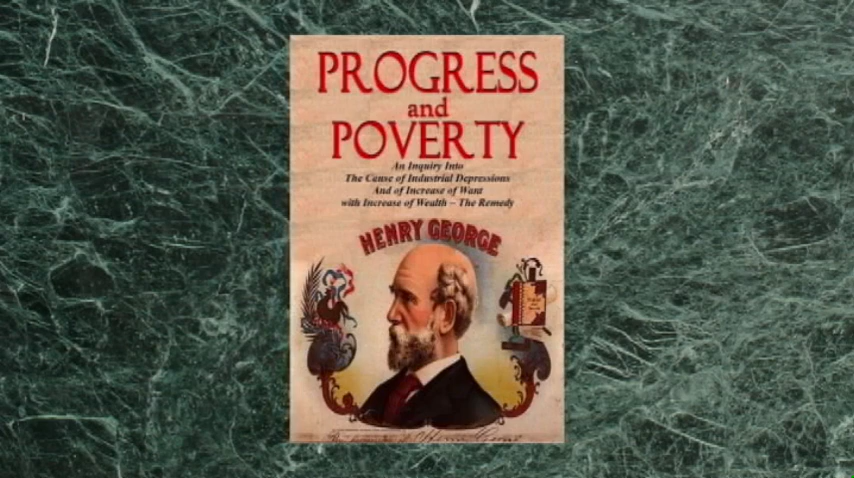 PROGRESS
and
POVERTY
An Inquiry Into
The Cause of Industrial Depressions
And of Increase of Want
with Increase of Wealth – The Remedy
HENRY GEORGE